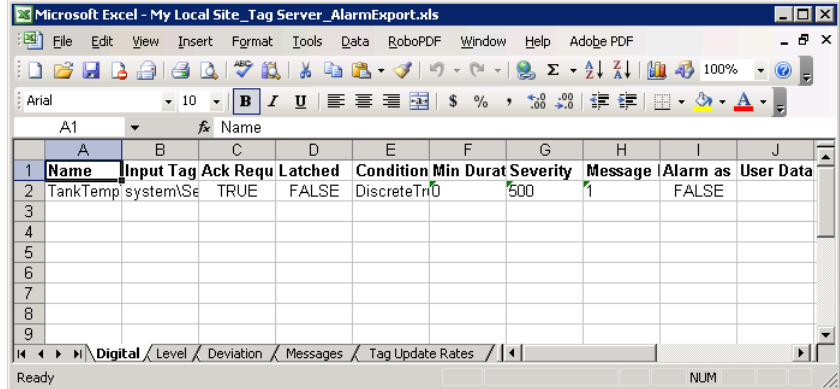 Microsoft Excel - My Local Site_Tag Server_AlarmExport.xls
File Edit View Insert Format Tools Data RoboPDF Window Help Adobe PDF
ABC Σ 100%
Arial 10 B I U $ % ,
A1 fx Name
A B C D E F G H I J
1 Name Input Tag Ack Requ Latched Condition Min Durat Severity Message Alarm as User Data
2 TankTemp system\Se TRUE FALSE DiscreteTru 0 500 1 FALSE
3
4
5
6
7
8
9
Digital Level Deviation Messages Tag Update Rates
Ready NUM